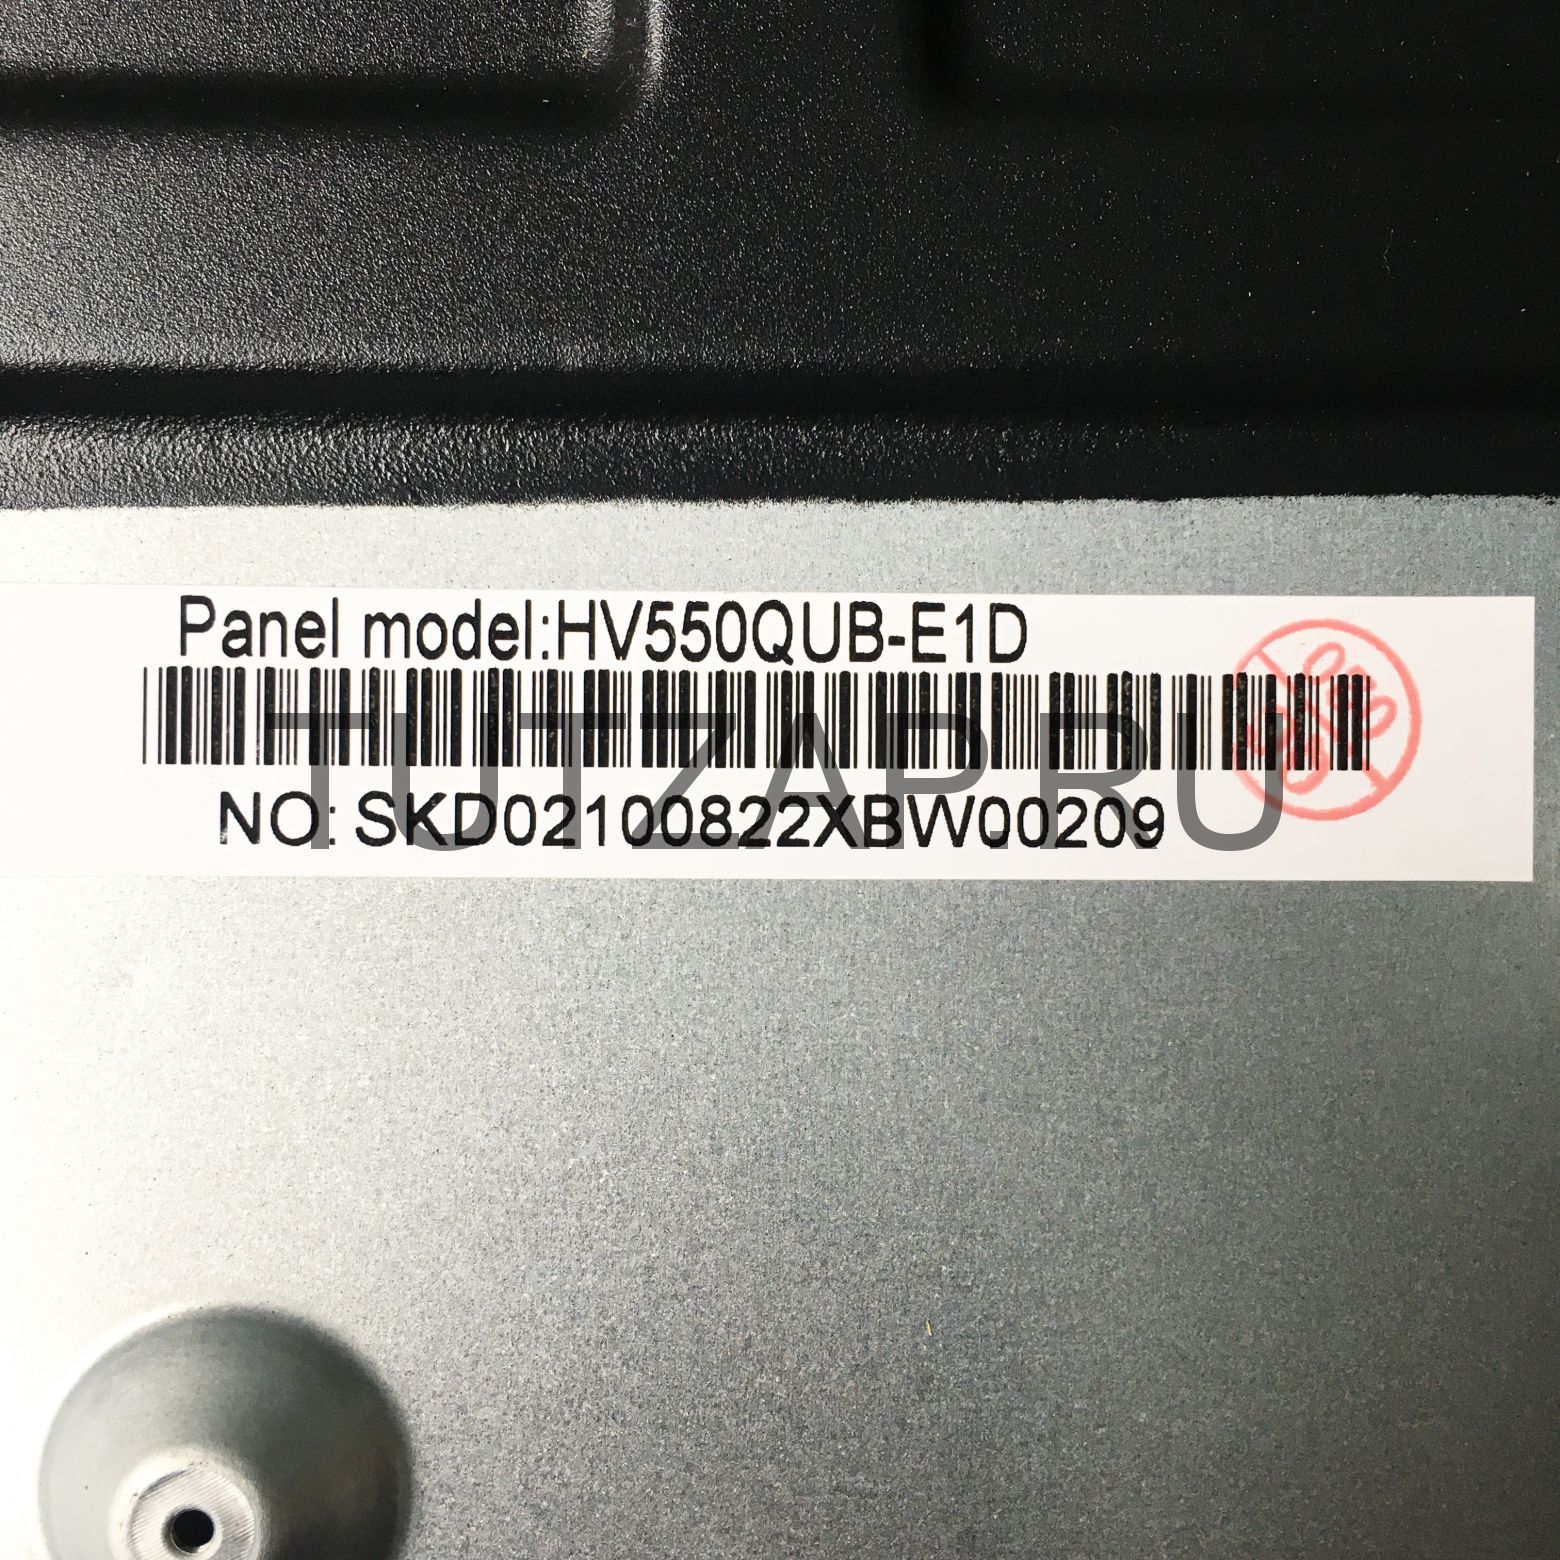 Panel model:HV550QUB-E1D
TUTZAP.RU
NO: SKD02100822XBW00209